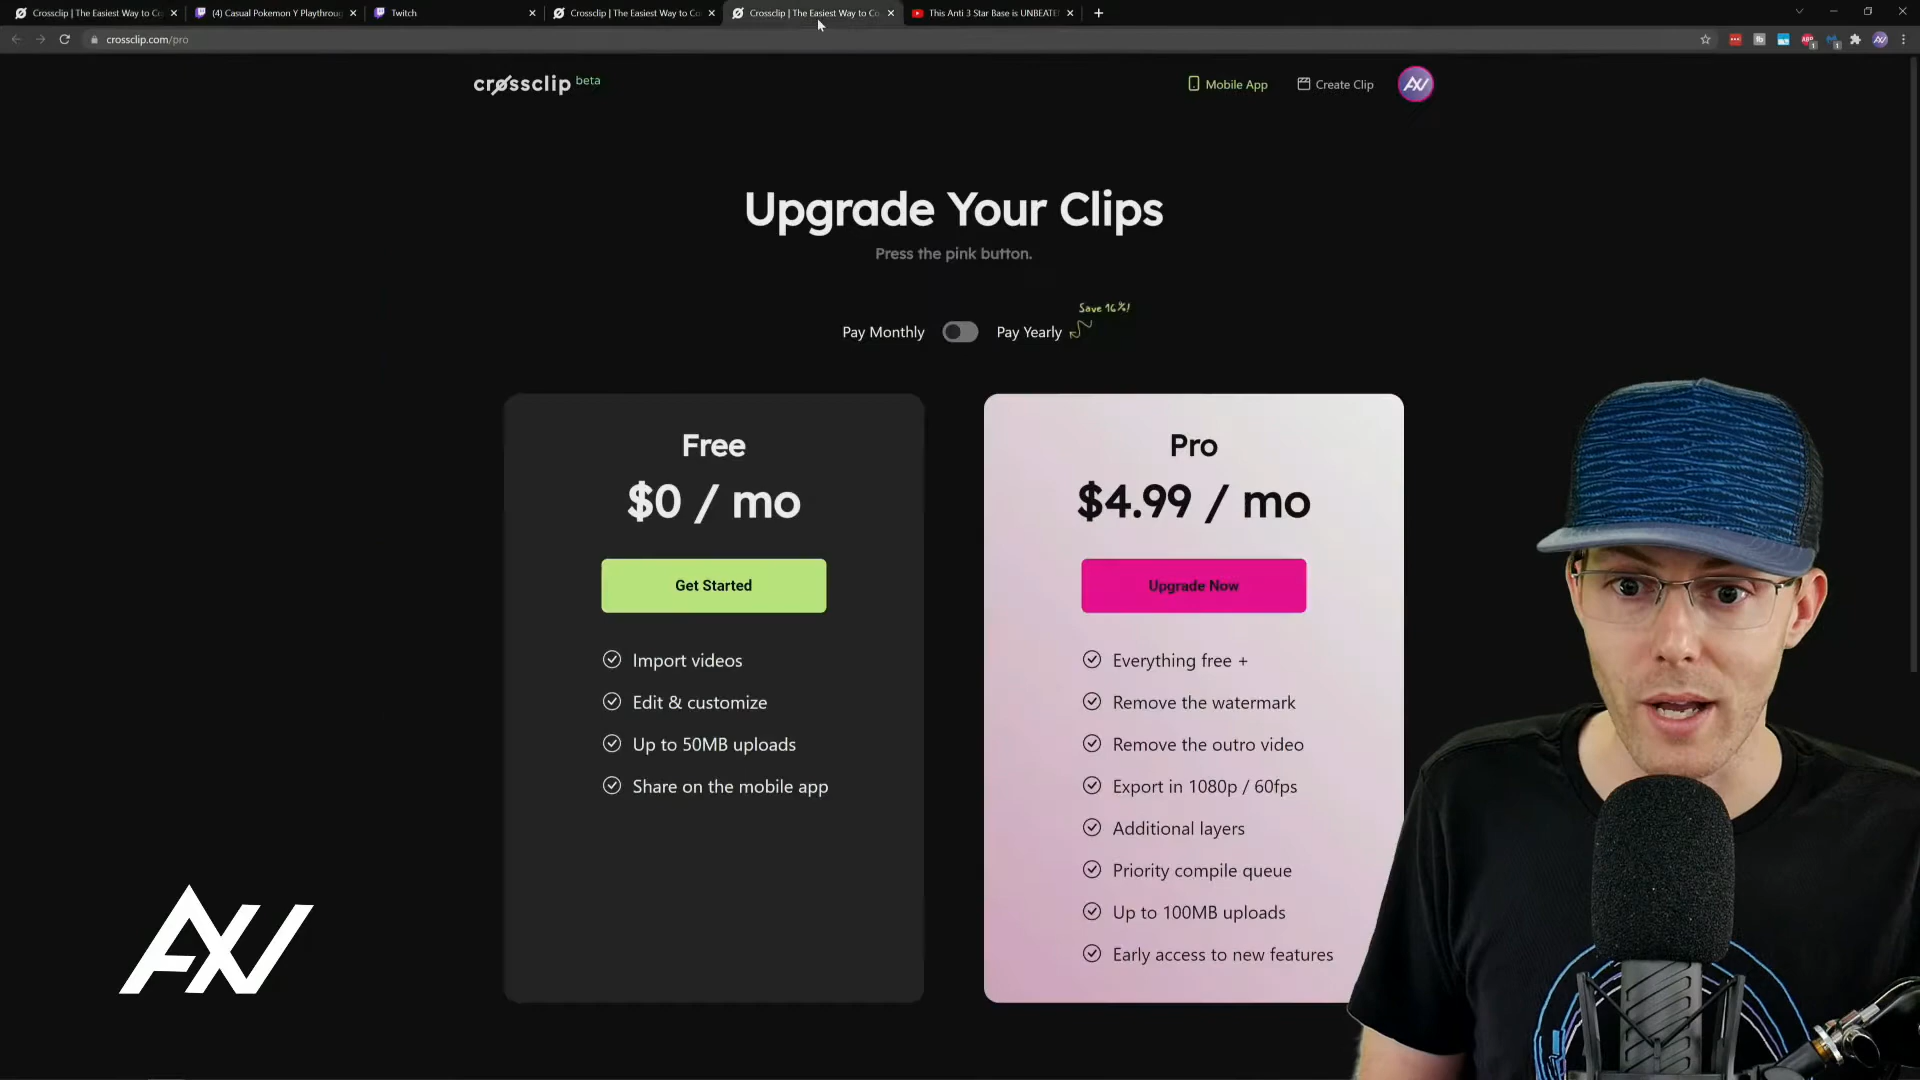 Crossclip | The Easiest Way to Co
(4) Casual Pokemon Y Playthroug
Twitch
Crossclip | The Easiest Way to Co
Crossclip | The Easiest Way to Co
This Anti 3 Star Base is UNBEATE
crossclip.com/pro
crossclip beta
Mobile App
Create Clip
Upgrade Your Clips
Press the pink button.
Save 16%!
Pay Monthly
Pay Yearly
Free
$0 / mo
Get Started
Import videos
Edit & customize
Up to 50MB uploads
Share on the mobile app
Pro
$4.99 / mo
Upgrade Now
Everything free +
Remove the watermark
Remove the outro video
Export in 1080p / 60fps
Additional layers
Priority compile queue
Up to 100MB uploads
Early access to new features